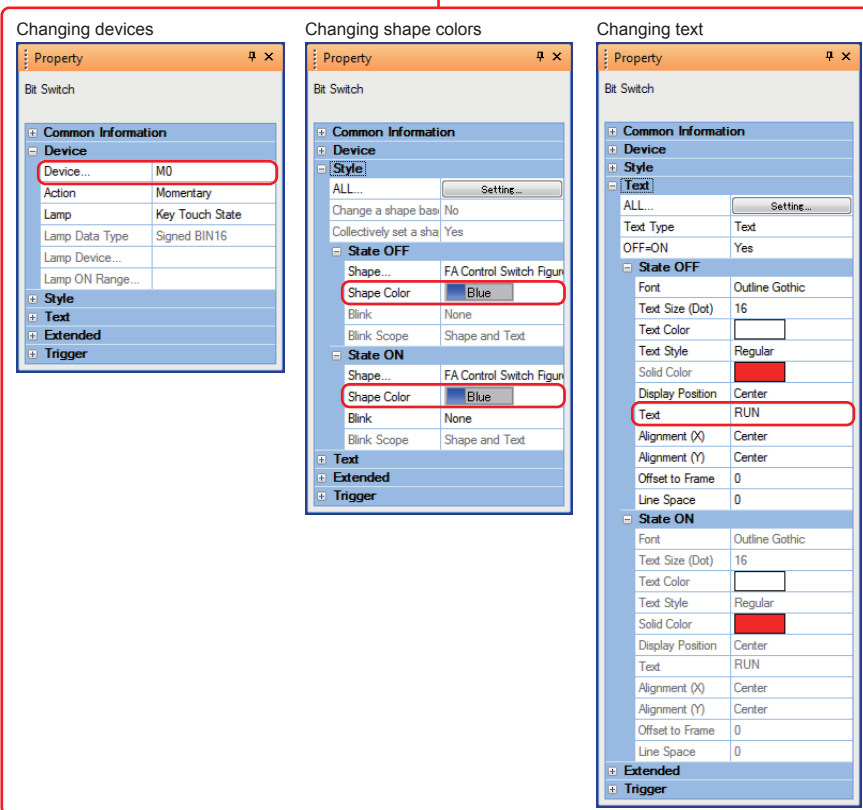 Changing devices
Property
Bit Switch
Common Information
Device
Device... M0
Action Momentary
Lamp Key Touch State
Lamp Data Type Signed BIN16
Lamp Device...
Lamp ON Range...
Style
Text
Extended
Trigger
Changing shape colors
Property
Bit Switch
Common Information
Device
Style
ALL... Setting...
Change a shape bas No
Collectively set a sha Yes
State OFF
Shape... FA Control Switch Figur
Shape Color Blue
Blink None
Blink Scope Shape and Text
State ON
Shape... FA Control Switch Figur
Shape Color Blue
Blink None
Blink Scope Shape and Text
Text
Extended
Trigger
Changing text
Property
Bit Switch
Common Information
Device
Style
Text
ALL... Setting...
Text Type Text
OFF=ON Yes
State OFF
Font Outline Gothic
Text Size (Dot) 16
Text Color
Text Style Regular
Solid Color
Display Position Center
Text RUN
Alignment (X) Center
Alignment (Y) Center
Offset to Frame 0
Line Space 0
State ON
Font Outline Gothic
Text Size (Dot) 16
Text Color
Text Style Regular
Solid Color
Display Position Center
Text RUN
Alignment (X) Center
Alignment (Y) Center
Offset to Frame 0
Line Space 0
Extended
Trigger